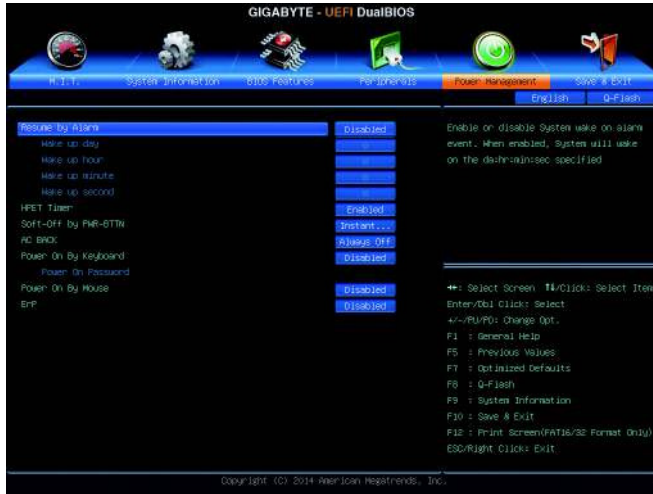 GIGABYTE - UEFI DualBIOS
M.I.T.
System Information
BIOS Features
Peripherals
Power Management
Save & Exit
English
Q-Flash
Resume by Alarm
Disabled
Wake up day
Wake up hour
Wake up minute
Wake up second
HPET Timer
Enabled
Soft-Off by PWR-BTTN
Instant...
AC BACK
Always Off
Power On By Keyboard
Disabled
Power On Password
Power On By Mouse
Disabled
ErP
Disabled
Enable or disable System wake on alarm
event. When enabled, System will wake
on the da:hr:min:sec specified
↔: Select Screen ↑↓/Click: Select Item
Enter/Dbl Click: Select
+/-/PU/PD: Change Opt.
F1 : General Help
F5 : Previous Values
F7 : Optimized Defaults
F8 : Q-Flash
F9 : System Information
F10 : Save & Exit
F12 : Print Screen(FAT16/32 Format Only)
ESC/Right Click: Exit
Copyright (C) 2014 American Megatrends, Inc.